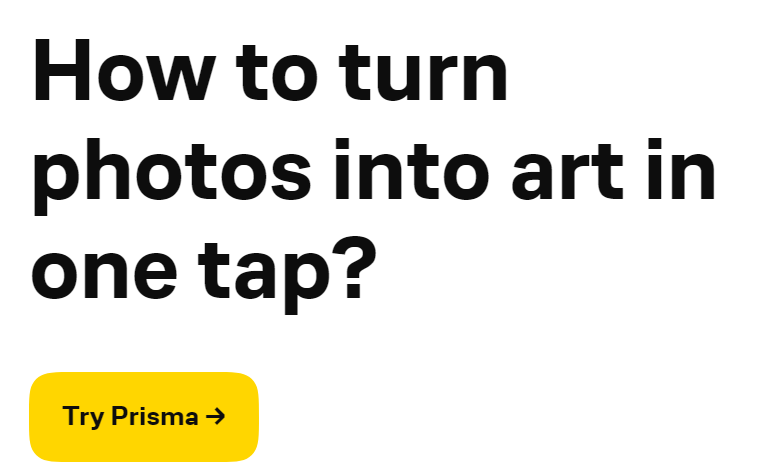 How to turn
photos into art in
one tap?
Try Prisma →